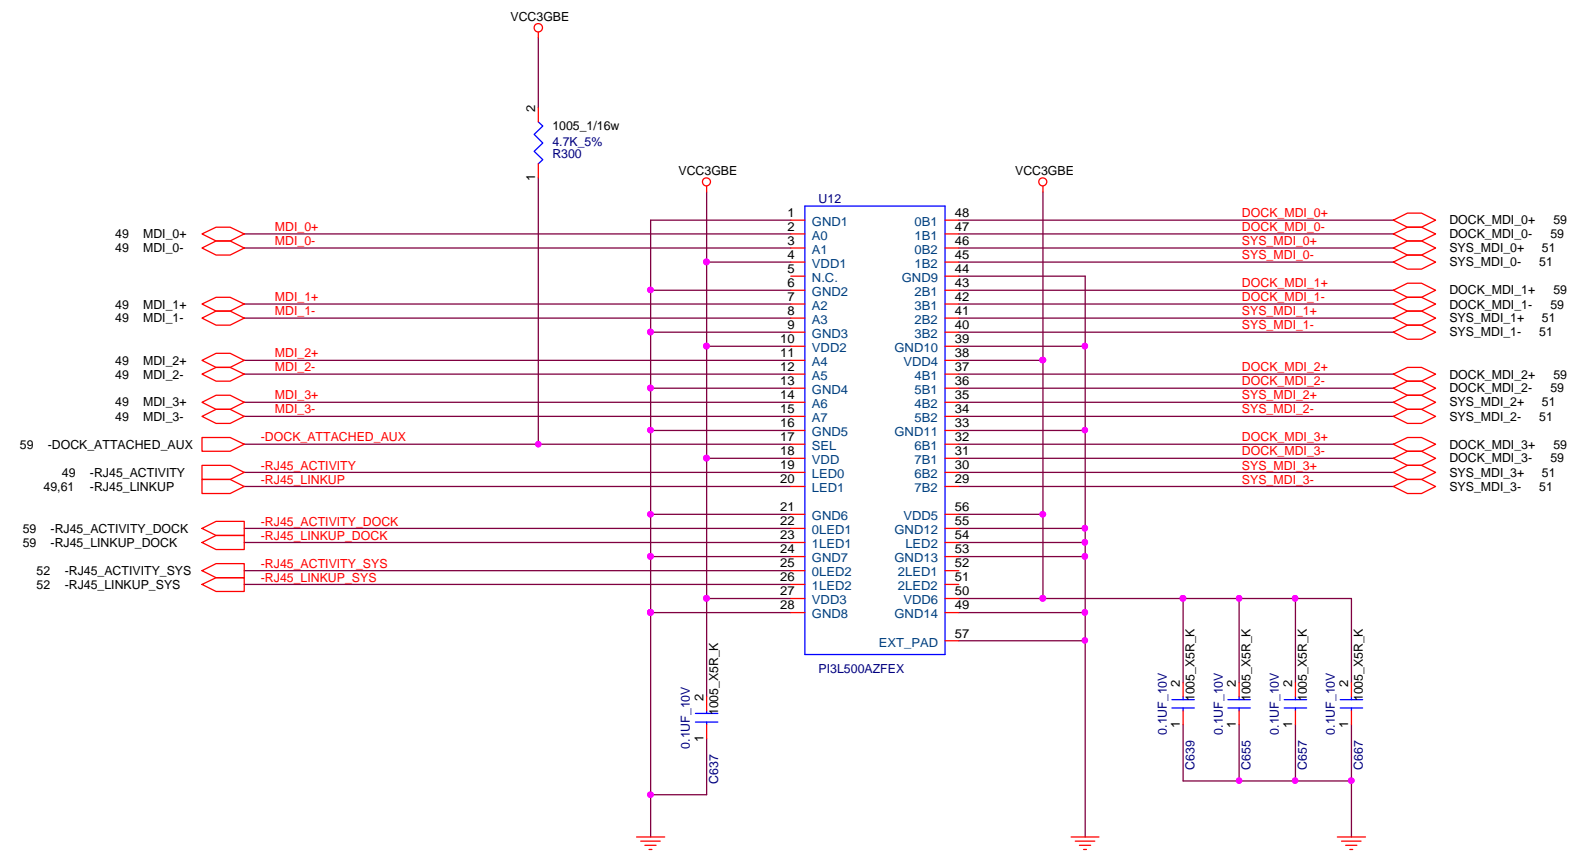 VCC3GBE
2
1005_1/16w
4.7K_5%
R300
1
VCC3GBE
VCC3GBE
U12
49 MDI_0+ MDI_0+ 2 A0
49 MDI_0- MDI_0- 3 A1
49 MDI_1+ MDI_1+ 7 A2
49 MDI_1- MDI_1- 8 A3
49 MDI_2+ MDI_2+ 11 A4
49 MDI_2- MDI_2- 12 A5
49 MDI_3+ MDI_3+ 14 A6
49 MDI_3- MDI_3- 15 A7
59 -DOCK_ATTACHED_AUX -DOCK_ATTACHED_AUX 17 SEL
49 -RJ45_ACTIVITY -RJ45_ACTIVITY 19 LED0
49,61 -RJ45_LINKUP -RJ45_LINKUP 20 LED1
59 -RJ45_ACTIVITY_DOCK -RJ45_ACTIVITY_DOCK 22 0LED1
59 -RJ45_LINKUP_DOCK -RJ45_LINKUP_DOCK 23 1LED1
52 -RJ45_ACTIVITY_SYS -RJ45_ACTIVITY_SYS 25 0LED2
52 -RJ45_LINKUP_SYS -RJ45_LINKUP_SYS 26 1LED2
1 GND1
4 VDD1
5 N.C.
6 GND2
9 GND3
10 VDD2
13 GND4
16 GND5
18 VDD
21 GND6
24 GND7
27 VDD3
28 GND8
0B1 48 DOCK_MDI_0+ DOCK_MDI_0+ 59
1B1 47 DOCK_MDI_0- DOCK_MDI_0- 59
0B2 46 SYS_MDI_0+ SYS_MDI_0+ 51
1B2 45 SYS_MDI_0- SYS_MDI_0- 51
GND9 44
2B1 43 DOCK_MDI_1+ DOCK_MDI_1+ 59
3B1 42 DOCK_MDI_1- DOCK_MDI_1- 59
2B2 41 SYS_MDI_1+ SYS_MDI_1+ 51
3B2 40 SYS_MDI_1- SYS_MDI_1- 51
GND10 39
VDD4 38
4B1 37 DOCK_MDI_2+ DOCK_MDI_2+ 59
5B1 36 DOCK_MDI_2- DOCK_MDI_2- 59
4B2 35 SYS_MDI_2+ SYS_MDI_2+ 51
5B2 34 SYS_MDI_2- SYS_MDI_2- 51
GND11 33
6B1 32 DOCK_MDI_3+ DOCK_MDI_3+ 59
7B1 31 DOCK_MDI_3- DOCK_MDI_3- 59
6B2 30 SYS_MDI_3+ SYS_MDI_3+ 51
7B2 29 SYS_MDI_3- SYS_MDI_3- 51
VDD5 56
GND12 55
LED2 54
GND13 53
2LED1 52
2LED2 51
VDD6 50
GND14 49
EXT_PAD 57
PI3L500AZFEX
0.1UF_10V
1 2
1005_X5R_K
C637
0.1UF_10V
1 2
1005_X5R_K
C639
0.1UF_10V
1 2
1005_X5R_K
C655
0.1UF_10V
1 2
1005_X5R_K
C657
0.1UF_10V
1 2
1005_X5R_K
C667